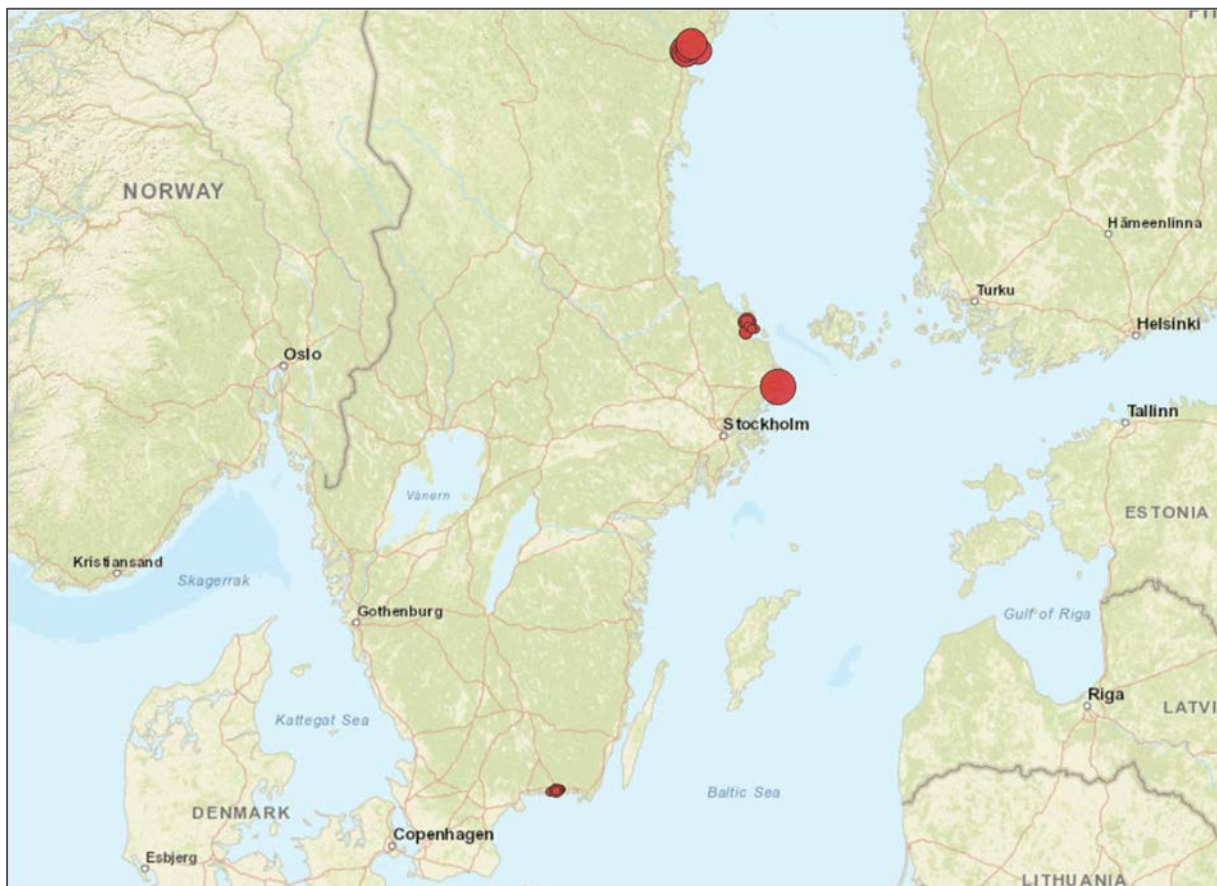 NORWAY
Hämeenlinna
Turku
Helsinki
Oslo
Tallinn
Stockholm
Vänern
ESTONIA
Kristiansand
Skagerrak
Gothenburg
Gulf of Riga
Riga
LATVI
Kattegat Sea
Baltic Sea
DENMARK
Copenhagen
Esbjerg
LITHUANIA